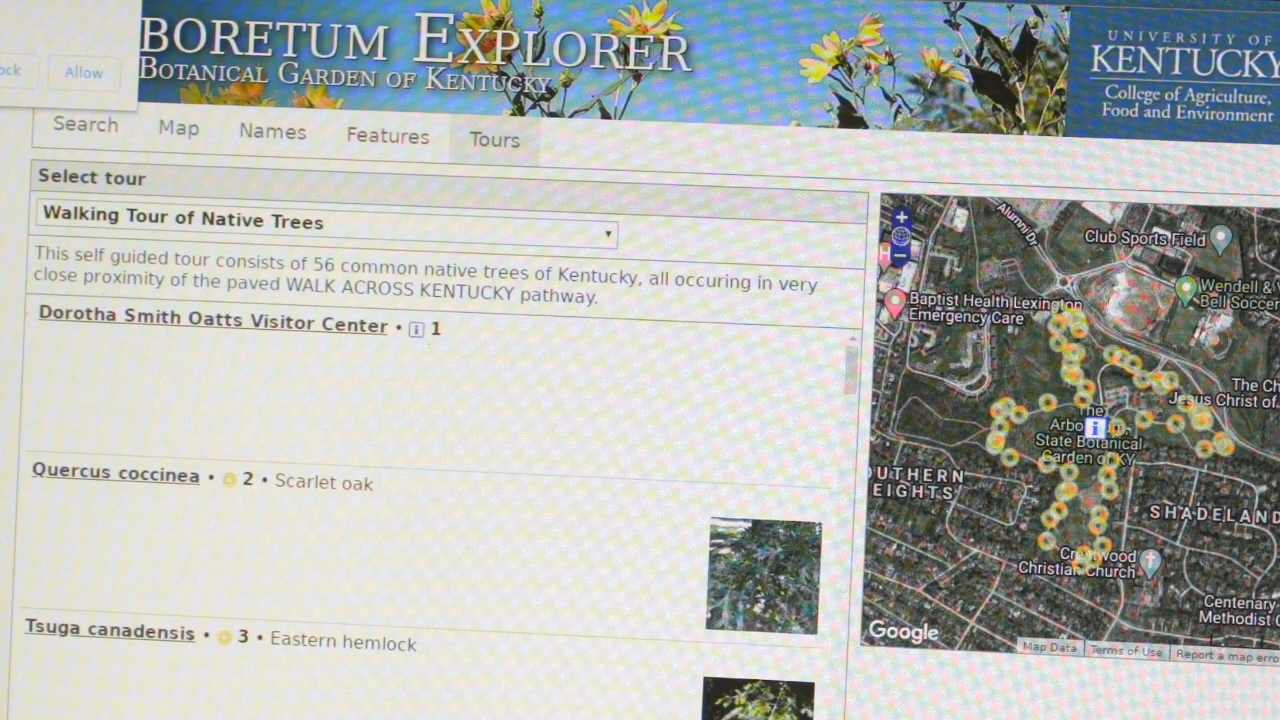 BORETUM EXPLORER
BOTANICAL GARDEN OF KENTUCKY
UNIVERSITY OF
KENTUCKY
College of Agriculture,
Food and Environment
Allow
Search Map Names Features Tours
Select tour
Walking Tour of Native Trees
This self guided tour consists of 56 common native trees of Kentucky, all occuring in very
close proximity of the paved WALK ACROSS KENTUCKY pathway.
Dorotha Smith Oatts Visitor Center • i 1
Quercus coccinea • 2 • Scarlet oak
Tsuga canadensis • 3 • Eastern hemlock
+
−
Alumni Dr
Club Sports Field
H
Wendell &
Bell Soccer
Baptist Health Lexington
Emergency Care
The Ch
Jesus Christ of
The
Arbo
i
State Botanical
Garden of KY
OUTHERN
EIGHTS
SHADELAND
Crestwood
Christian Church
Centenary
Methodist C
Google
Map Data
Terms of Use
Report a map erro